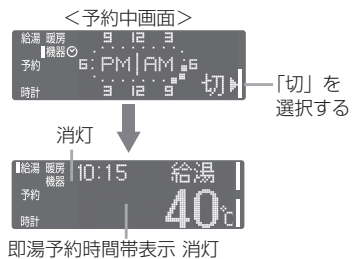 ＜予約中画面＞
給湯 暖房 9 12 3
機器
予約 6: PM AM :6
時計 3 12 9 切
「切」を
選択する
消灯
給湯 暖房 10:15 給湯
機器
予約
時計 40℃
即湯予約時間帯表示 消灯